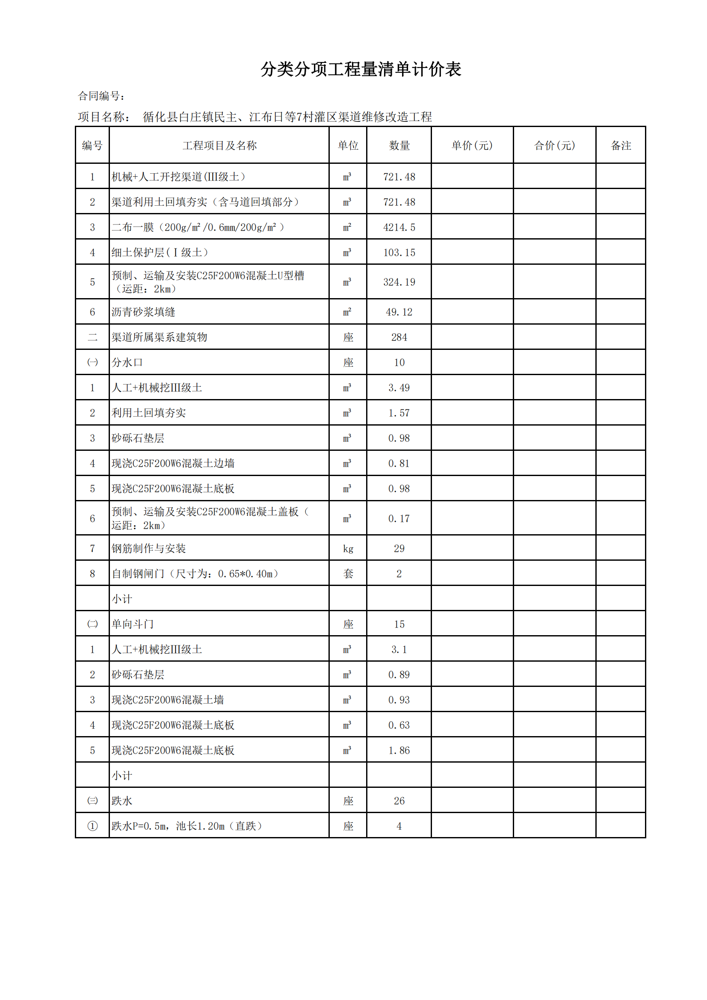 分类分项工程量清单计价表
合同编号：
项目名称： 循化县白庄镇民主、江布日等7村灌区渠道维修改造工程
编号 工程项目及名称 单位 数量 单价(元) 合价(元) 备注
1 机械+人工开挖渠道(Ⅲ级土） m³ 721.48
2 渠道利用土回填夯实（含马道回填部分） m³ 721.48
3 二布一膜（200g/m²/0.6mm/200g/m²） m² 4214.5
4 细土保护层(Ⅰ级土） m³ 103.15
5 预制、运输及安装C25F200W6混凝土U型槽
（运距：2km） m³ 324.19
6 沥青砂浆填缝 m² 49.12
二 渠道所属渠系建筑物 座 284
㈠ 分水口 座 10
1 人工+机械挖Ⅲ级土 m³ 3.49
2 利用土回填夯实 m³ 1.57
3 砂砾石垫层 m³ 0.98
4 现浇C25F200W6混凝土边墙 m³ 0.81
5 现浇C25F200W6混凝土底板 m³ 0.98
6 预制、运输及安装C25F200W6混凝土盖板（
运距：2km） m³ 0.17
7 钢筋制作与安装 kg 29
8 自制钢闸门（尺寸为：0.65*0.40m） 套 2
小计
㈡ 单向斗门 座 15
1 人工+机械挖Ⅲ级土 m³ 3.1
2 砂砾石垫层 m³ 0.89
3 现浇C25F200W6混凝土墙 m³ 0.93
4 现浇C25F200W6混凝土底板 m³ 0.63
5 现浇C25F200W6混凝土底板 m³ 1.86
小计
㈢ 跌水 座 26
① 跌水P=0.5m，池长1.20m（直跌） 座 4